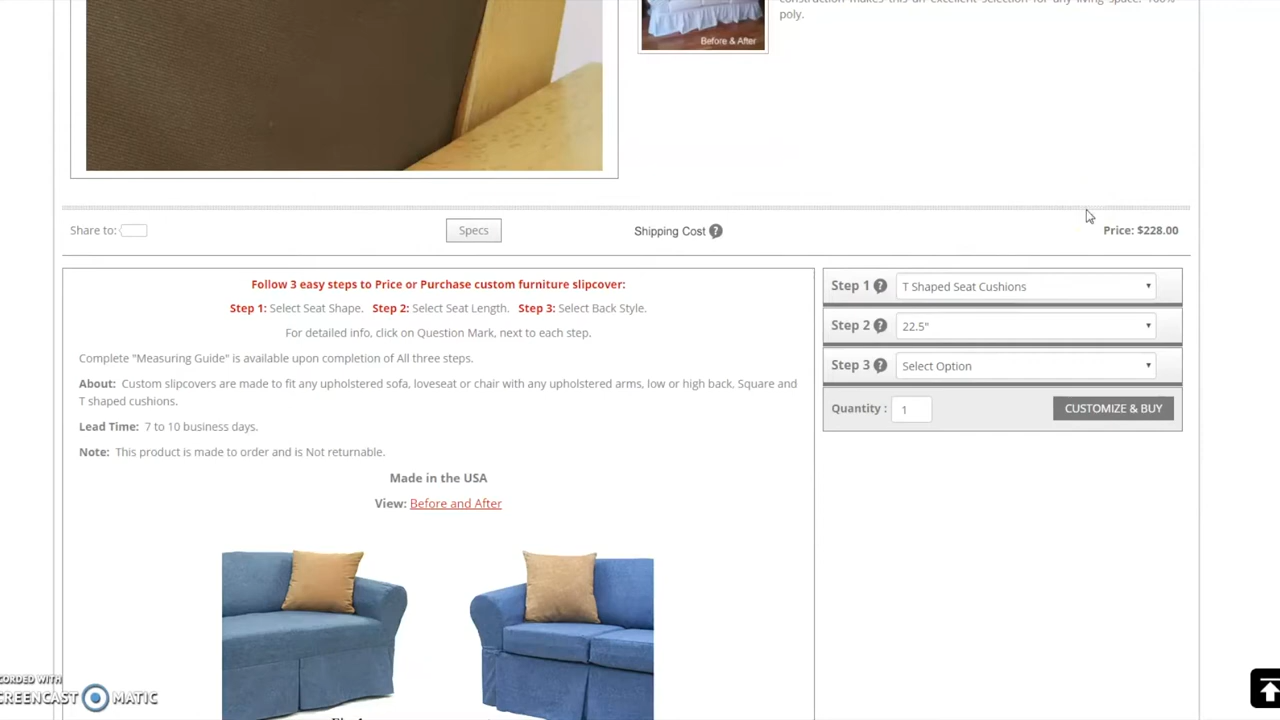 construction makes this an excellent selection for any living space. 100%
poly.
Before & After
Share to:
Specs
Shipping Cost ?
Price: $228.00
Follow 3 easy steps to Price or Purchase custom furniture slipcover:
Step 1: Select Seat Shape. Step 2: Select Seat Length. Step 3: Select Back Style.
For detailed info, click on Question Mark, next to each step.
Complete "Measuring Guide" is available upon completion of All three steps.
About: Custom slipcovers are made to fit any upholstered sofa, loveseat or chair with any upholstered arms, low or high back, Square and
T shaped cushions.
Lead Time: 7 to 10 business days.
Note: This product is made to order and is Not returnable.
Made in the USA
View: Before and After
Step 1 ? T Shaped Seat Cushions
Step 2 ? 22.5"
Step 3 ? Select Option
Quantity : 1
CUSTOMIZE & BUY
CORDED WITH
CREENCAST MATIC